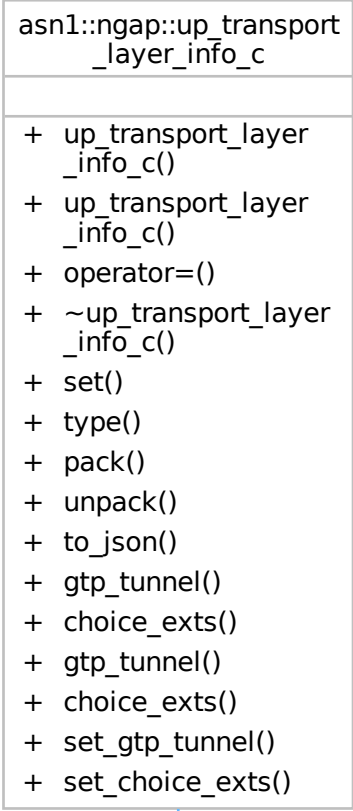 asn1::ngap::up_transport
_layer_info_c
+ up_transport_layer
_info_c()
+ up_transport_layer
_info_c()
+ operator=()
+ ~up_transport_layer
_info_c()
+ set()
+ type()
+ pack()
+ unpack()
+ to_json()
+ gtp_tunnel()
+ choice_exts()
+ gtp_tunnel()
+ choice_exts()
+ set_gtp_tunnel()
+ set_choice_exts()